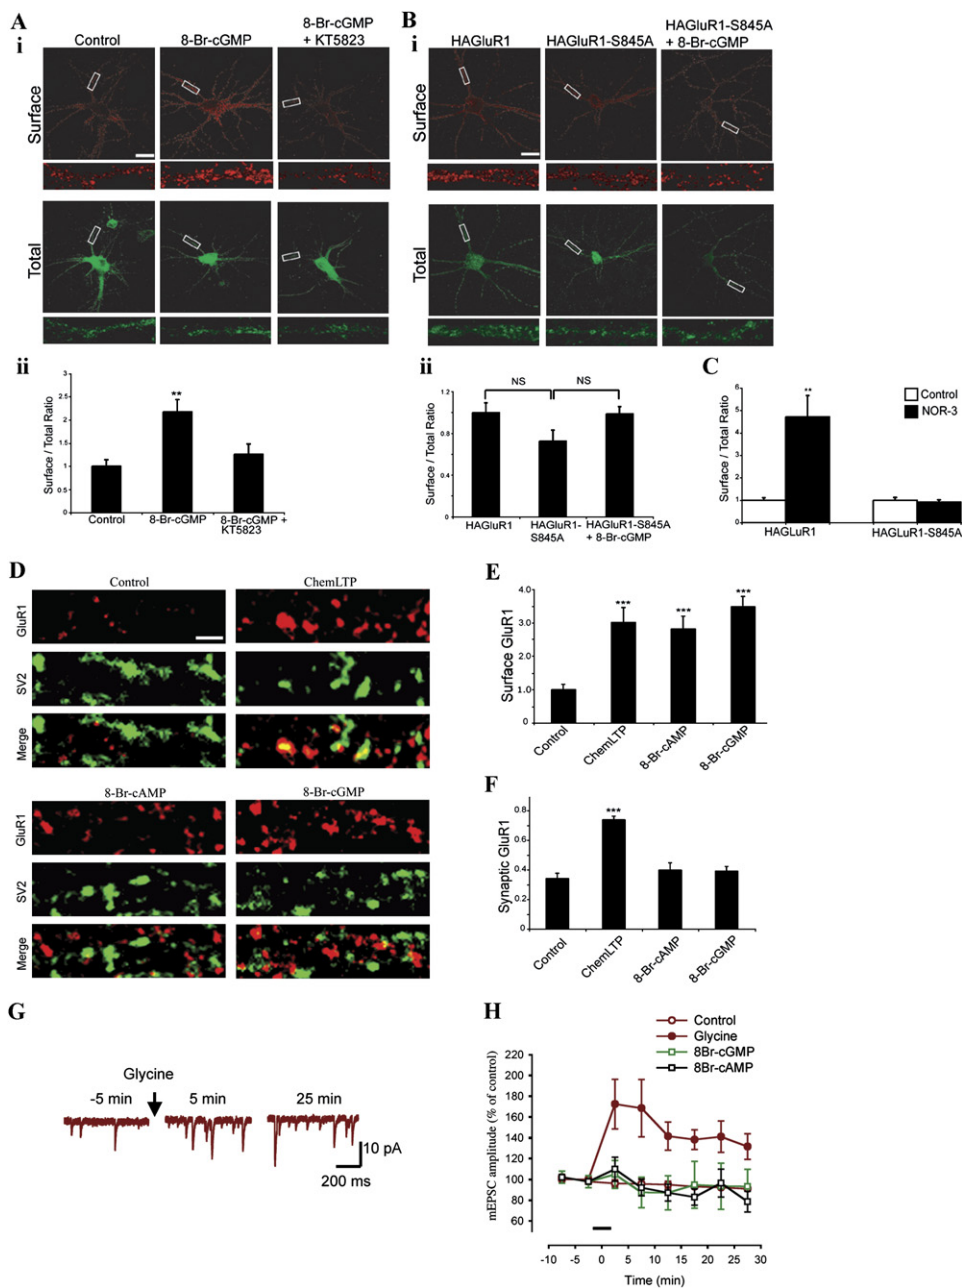 A
i
Control
8-Br-cGMP
8-Br-cGMP
+ KT5823
Surface
Total
B
i
HAGluR1
HAGluR1-S845A
HAGluR1-S845A
+ 8-Br-cGMP
ii
Surface / Total Ratio
3
2.5
2
1.5
1
0.5
0
**
Control
8-Br-cGMP
8-Br-cGMP +
KT5823
ii
Surface / Total Ratio
1.2
0.8
0.4
0
NS
NS
HAGluR1
HAGluR1-
S845A
HAGluR1-S845A
+ 8-Br-cGMP
C
Surface / Total Ratio
6
5
4
3
2
1
0
**
Control
NOR-3
HAGLuR1
HAGLuR1-S845A
D
Control
ChemLTP
GluR1
SV2
Merge
8-Br-cAMP
8-Br-cGMP
GluR1
SV2
Merge
E
Surface GluR1
4.0
3.0
2.0
1.0
0
***
***
***
Control
ChemLTP
8-Br-cAMP
8-Br-cGMP
F
Synaptic GluR1
0.8
0.6
0.4
0.2
0
***
Control
ChemLTP
8-Br-cAMP
8-Br-cGMP
G
Glycine
-5 min
5 min
25 min
10 pA
200 ms
H
Control
Glycine
8Br-cGMP
8Br-cAMP
mEPSC amplitude (% of control)
220
200
180
160
140
120
100
80
60
-10 -5 0 5 10 15 20 25 30
Time (min)